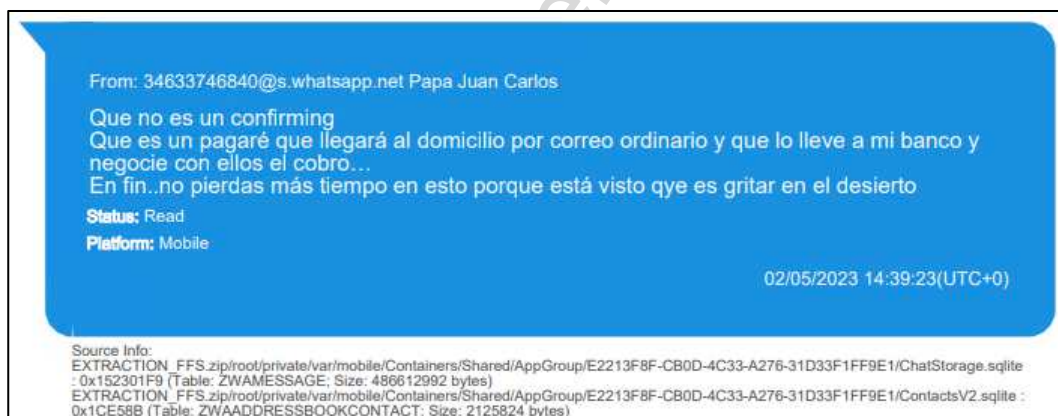 From: 34633746840@s.whatsapp.net Papa Juan Carlos
Que no es un confirming
Que es un pagaré que llegará al domicilio por correo ordinario y que lo lleve a mi banco y
negocie con ellos el cobro...
En fin..no pierdas más tiempo en esto porque está visto qye es gritar en el desierto
Status: Read
Platform: Mobile
02/05/2023 14:39:23(UTC+0)
Source Info:
EXTRACTION_FFS.zip/root/private/var/mobile/Containers/Shared/AppGroup/E2213F8F-CB0D-4C33-A276-31D33F1FF9E1/ChatStorage.sqlite
: 0x152301F9 (Table: ZWAMESSAGE; Size: 486612992 bytes)
EXTRACTION_FFS.zip/root/private/var/mobile/Containers/Shared/AppGroup/E2213F8F-CB0D-4C33-A276-31D33F1FF9E1/ContactsV2.sqlite :
0x1CE58B (Table: ZWAADDRESSBOOKCONTACT; Size: 2125824 bytes)